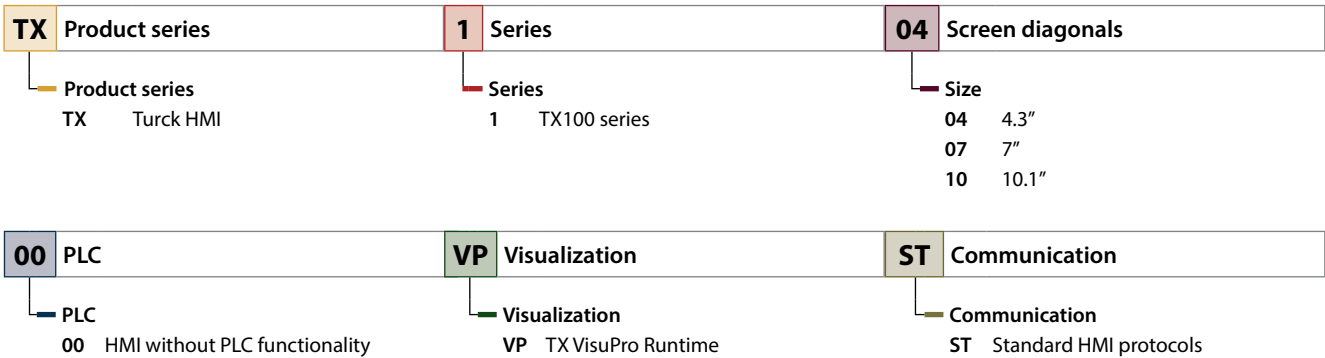 TX Product series
1 Series
04 Screen diagonals
Product series
TX Turck HMI
Series
1 TX100 series
Size
04 4.3″
07 7″
10 10.1″
00 PLC
VP Visualization
ST Communication
PLC
00 HMI without PLC functionality
Visualization
VP TX VisuPro Runtime
Communication
ST Standard HMI protocols